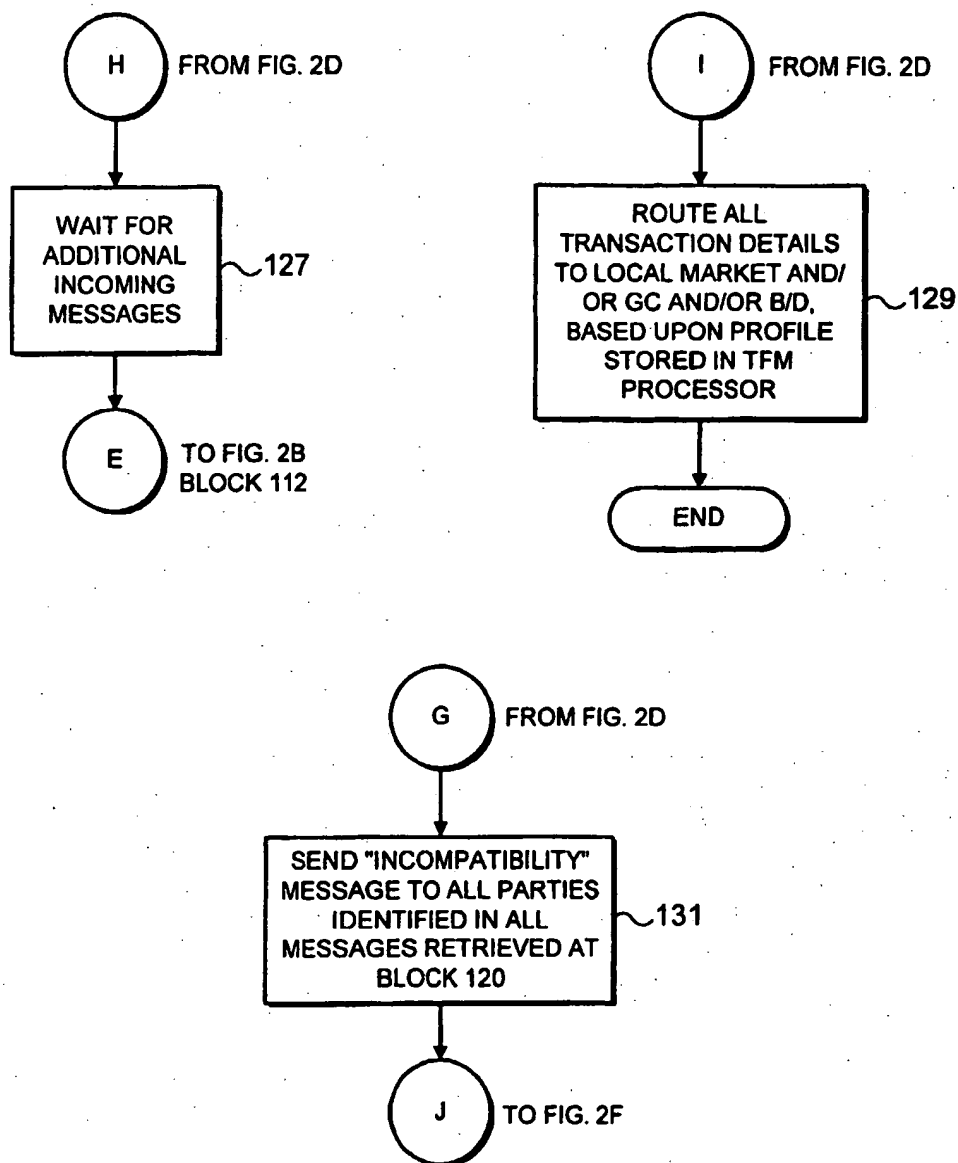 H
FROM FIG. 2D
WAIT FOR
ADDITIONAL
INCOMING
MESSAGES
127
E
TO FIG. 2B
BLOCK 112
I
FROM FIG. 2D
ROUTE ALL
TRANSACTION DETAILS
TO LOCAL MARKET AND/
OR GC AND/OR B/D,
BASED UPON PROFILE
STORED IN TFM
PROCESSOR
129
END
G
FROM FIG. 2D
SEND "INCOMPATIBILITY"
MESSAGE TO ALL PARTIES
IDENTIFIED IN ALL
MESSAGES RETRIEVED AT
BLOCK 120
131
J
TO FIG. 2F